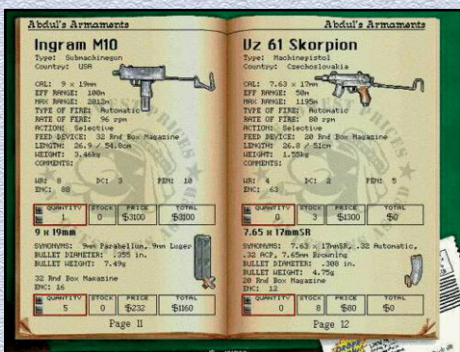 Abdul's Armaments
Ingram M10
Type: Submachinegun
Country: USA
CAL: 9 x 19mm
EFF RANGE: 100m
MAX RANGE: 2012m
TYPE OF FIRE: Automatic
RATE OF FIRE: 96 rpm
ACTION: Selective
FEED DEVICE: 32 Rnd Box Magazine
LENGTH: 26.9 / 54.8cm
WEIGHT: 3.46kg
COMMENTS:
WR: 8 DC: 3 PEN: 10
ENC: 88
QUANTITY STOCK PRICE TOTAL
1 0 $3100 $3100
9 x 19mm
SYNONYMS: 9mm Parabellum, 9mm Luger
BULLET DIAMETER: .355 in.
BULLET WEIGHT: 7.49g
32 Rnd Box Magazine
ENC: 16
QUANTITY STOCK PRICE TOTAL
5 0 $232 $1160
Page 11
Abdul's Armaments
Uz 61 Skorpion
Type: Machinepistol
Country: Czechoslovakia
CAL: 7.63 x 17mm
EFF RANGE: 50m
MAX RANGE: 1195m
TYPE OF FIRE: Automatic
RATE OF FIRE: 80 rpm
ACTION: Selective
FEED DEVICE: 20 Rnd Box Magazine
LENGTH: 26.8 / 51cm
WEIGHT: 1.55kg
COMMENTS:
WR: 4 DC: 2 PEN: 5
ENC: 63
QUANTITY STOCK PRICE TOTAL
0 3 $1300 $0
7.65 x 17mmSR
SYNONYMS: 7.63 x 17mmSR, .32 Automatic,
.32 ACP, 7.65mm Browning
BULLET DIAMETER: .308 in.
BULLET WEIGHT: 4.75g
20 Rnd Box Magazine
ENC: 12
QUANTITY STOCK PRICE TOTAL
0 8 $80 $0
Page 12